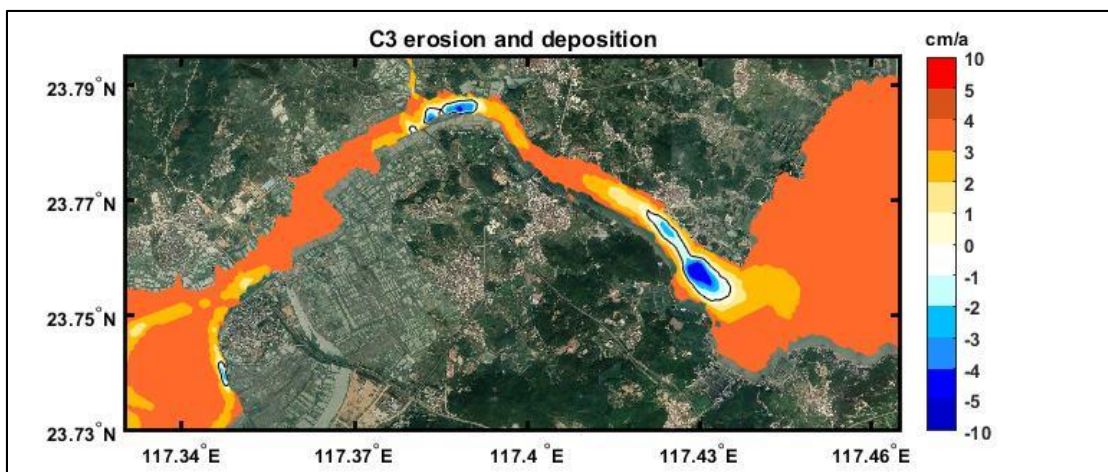 C3 erosion and deposition
cm/a
23.79°N
23.77°N
23.75°N
23.73°N
117.34°E
117.37°E
117.4°E
117.43°E
117.46°E
10
5
4
3
2
1
0
-1
-2
-3
-4
-5
-10